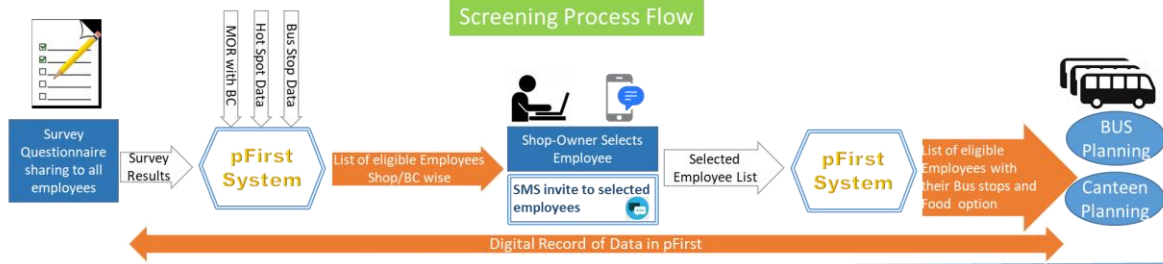 Screening Process Flow
MOR with BC
Hot Spot Data
Bus Stop Data
Survey
Questionnaire
sharing to all
employees
Survey
Results
pFirst
System
List of eligible Employees
Shop/BC wise
Shop-Owner Selects
Employee
SMS invite to selected
employees
Selected
Employee List
pFirst
System
List of eligible
Employees with
their Bus stops and
Food option
BUS
Planning
Canteen
Planning
Digital Record of Data in pFirst